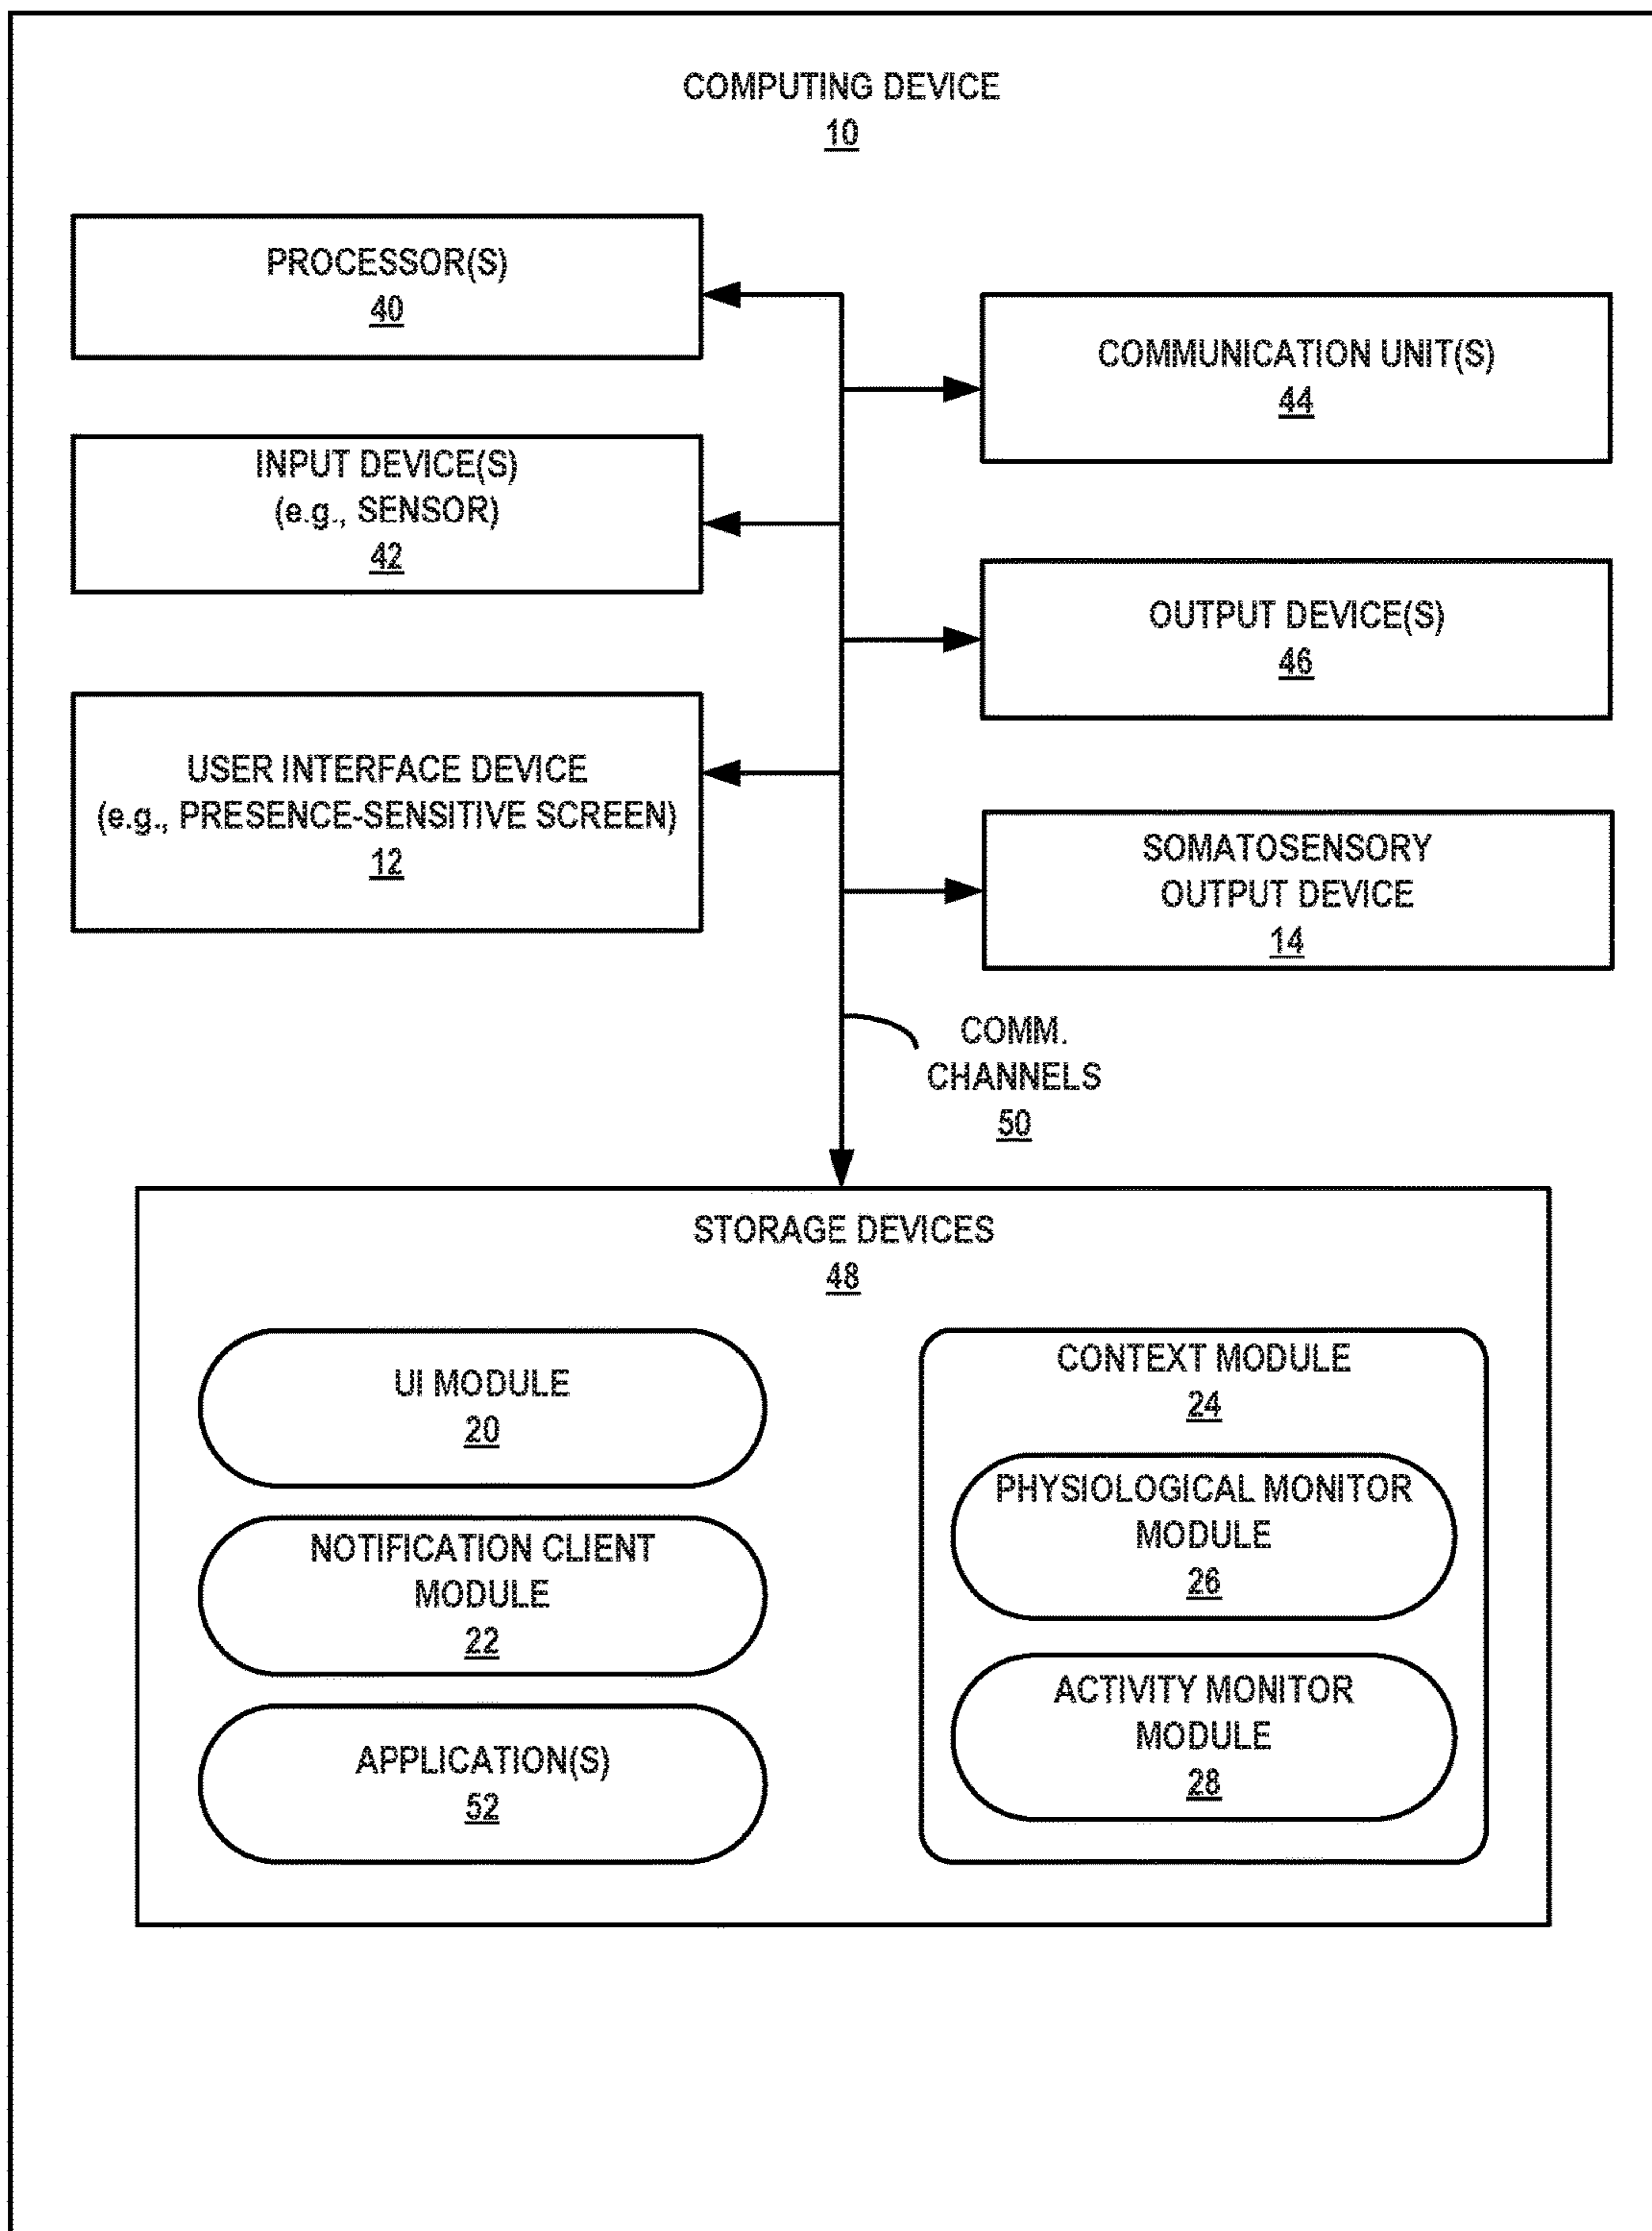 COMPUTING DEVICE
10
PROCESSOR(S)
40
COMMUNICATION UNIT(S)
44
INPUT DEVICE(S)
(e.g., SENSOR)
42
OUTPUT DEVICE(S)
46
USER INTERFACE DEVICE
(e.g., PRESENCE-SENSITIVE SCREEN)
12
SOMATOSENSORY
OUTPUT DEVICE
14
COMM.
CHANNELS
50
STORAGE DEVICES
48
UI MODULE
20
NOTIFICATION CLIENT
MODULE
22
APPLICATION(S)
52
CONTEXT MODULE
24
PHYSIOLOGICAL MONITOR
MODULE
26
ACTIVITY MONITOR
MODULE
28